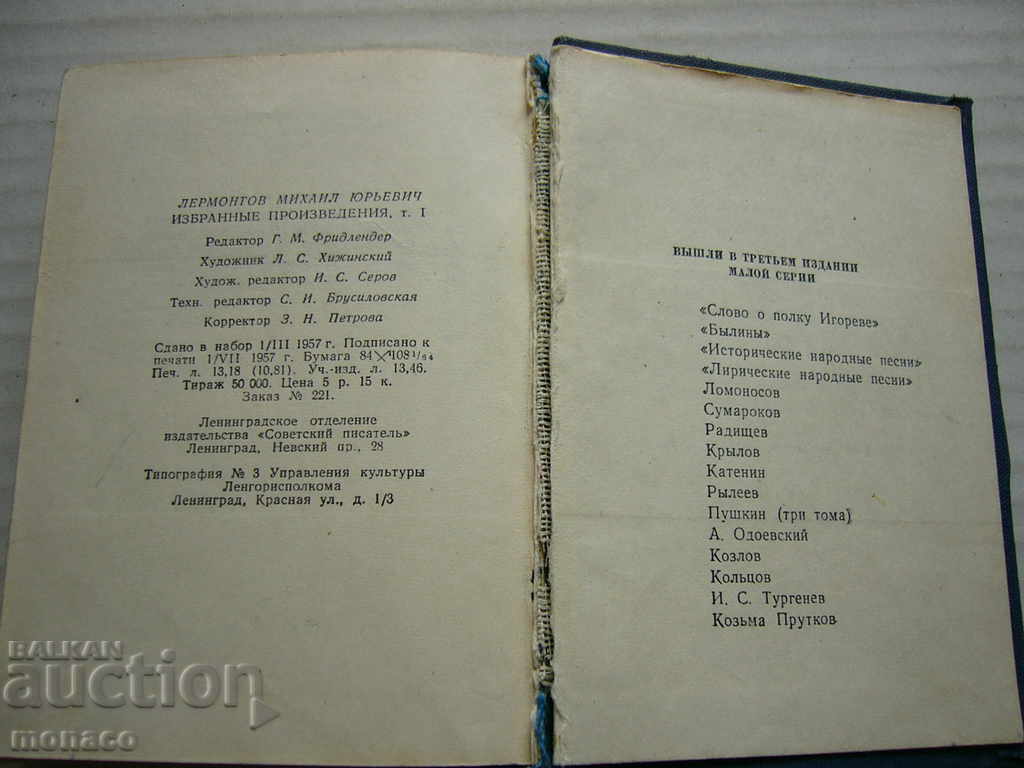 ЛЕРМОНТОВ МИХАИЛ ЮРЬЕВИЧ
ИЗБРАННЫЕ ПРОИЗВЕДЕНИЯ, т. I
Редактор Г. М. Фридлендер
Художник Л. С. Хижинский
Худож. редактор И. С. Серов
Техн. редактор С. И. Брусиловская
Корректор З. Н. Петрова
Сдано в набор 1/III 1957 г. Подписано к
печати 1/VII 1957 г. Бумага 84×108 1/64
Печ. л. 13,18 (10,81). Уч.-изд. л. 13,46.
Тираж 50 000. Цена 5 р. 15 к.
Заказ № 221.
Ленинградское отделение
издательства «Советский писатель»
Ленинград, Невский пр., 28
Типография № 3 Управления культуры
Ленгорисполкома
Ленинград, Красная ул., д. 1/3
ВЫШЛИ В ТРЕТЬЕМ ИЗДАНИИ
МАЛОЙ СЕРИИ
«Слово о полку Игореве»
«Былины»
«Исторические народные песни»
«Лирические народные песни»
Ломоносов
Сумароков
Радищев
Крылов
Катенин
Рылеев
Пушкин (три тома)
А. Одоевский
Козлов
Кольцов
И. С. Тургенев
Козьма Прутков
BALKAN
auction
monaco